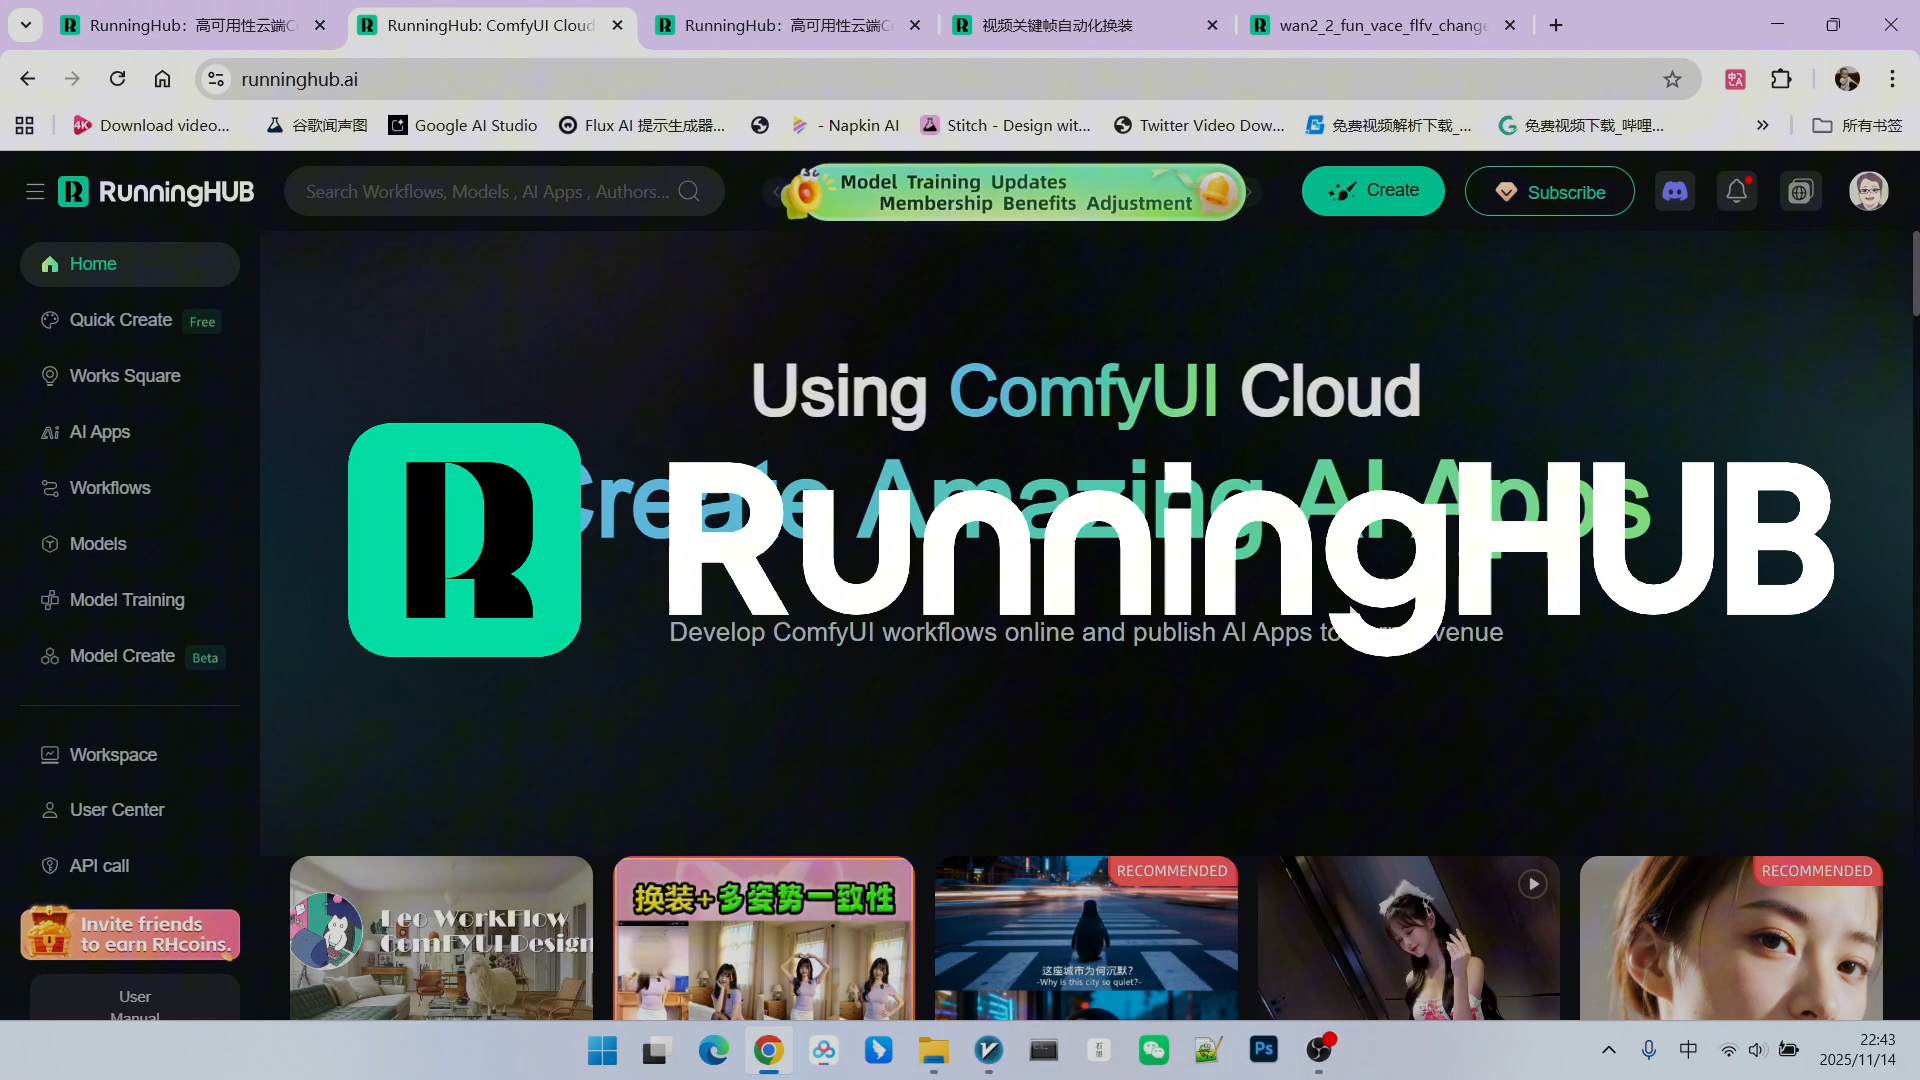 RunningHub：高可用性云端C
RunningHub: ComfyUI Cloud
RunningHub：高可用性云端C
视频关键帧自动化换装
wan2_2_fun_vace_flfv_change
runninghub.ai
Download video...
谷歌闻声图
Google AI Studio
Flux AI 提示生成器...
- Napkin AI
Stitch - Design wit...
Twitter Video Dow...
免费视频解析下载_...
免费视频下载_哔哩...
所有书签
RunningHUB
Search Workflows, Models , AI Apps , Authors...
Model Training Updates
Membership Benefits Adjustment
Create
Subscribe
Home
Quick Create Free
Works Square
AI Apps
Workflows
Models
Model Training
Model Create Beta
Workspace
User Center
API call
Invite friends
to earn RHcoins.
User
Manual
Using ComfyUI Cloud
Create Amazing AI Apps
RunningHUB
Develop ComfyUI workflows online and publish AI Apps to venue
Leo WorkFlow
ComFYUI Design
换装+多姿势一致性
RECOMMENDED
这座城市为何沉默?
-Why is this city so quiet?-
RECOMMENDED
Ps
中
22:43
2025/11/14